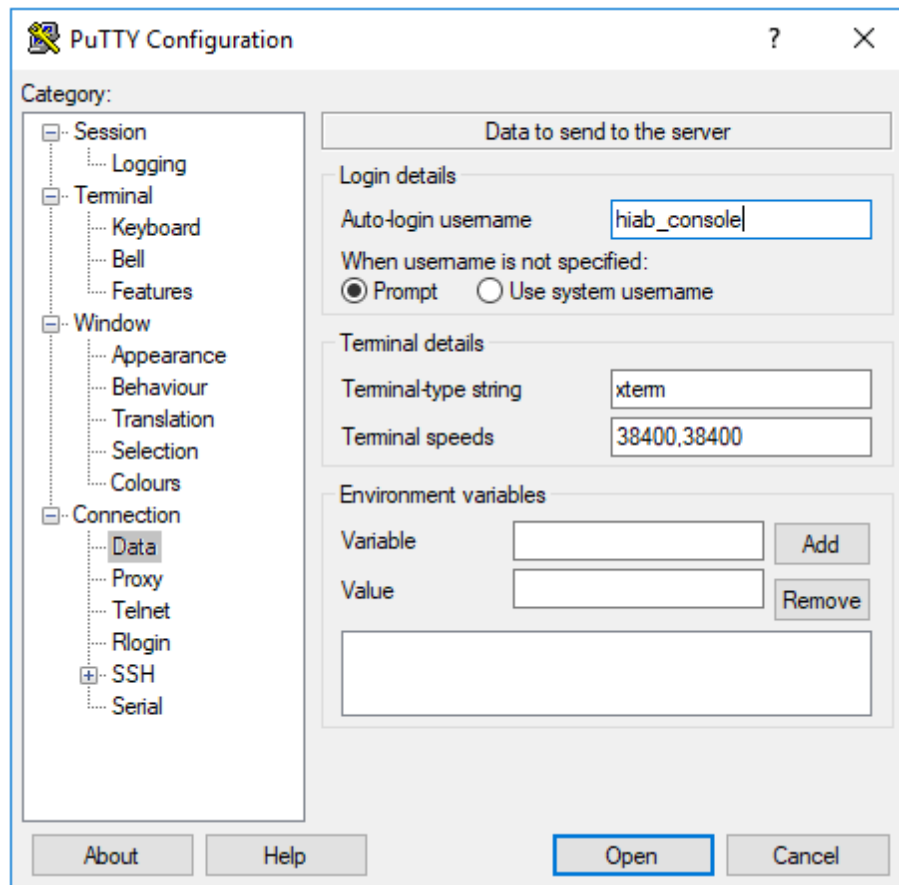 PuTTY Configuration
?
Category:
Session
Logging
Terminal
Keyboard
Bell
Features
Window
Appearance
Behaviour
Translation
Selection
Colours
Connection
Data
Proxy
Telnet
Rlogin
SSH
Serial
Data to send to the server
Login details
Auto-login username hiab_console
When username is not specified:
Prompt Use system username
Terminal details
Terminal-type string xterm
Terminal speeds 38400,38400
Environment variables
Variable Add
Value Remove
About Help Open Cancel